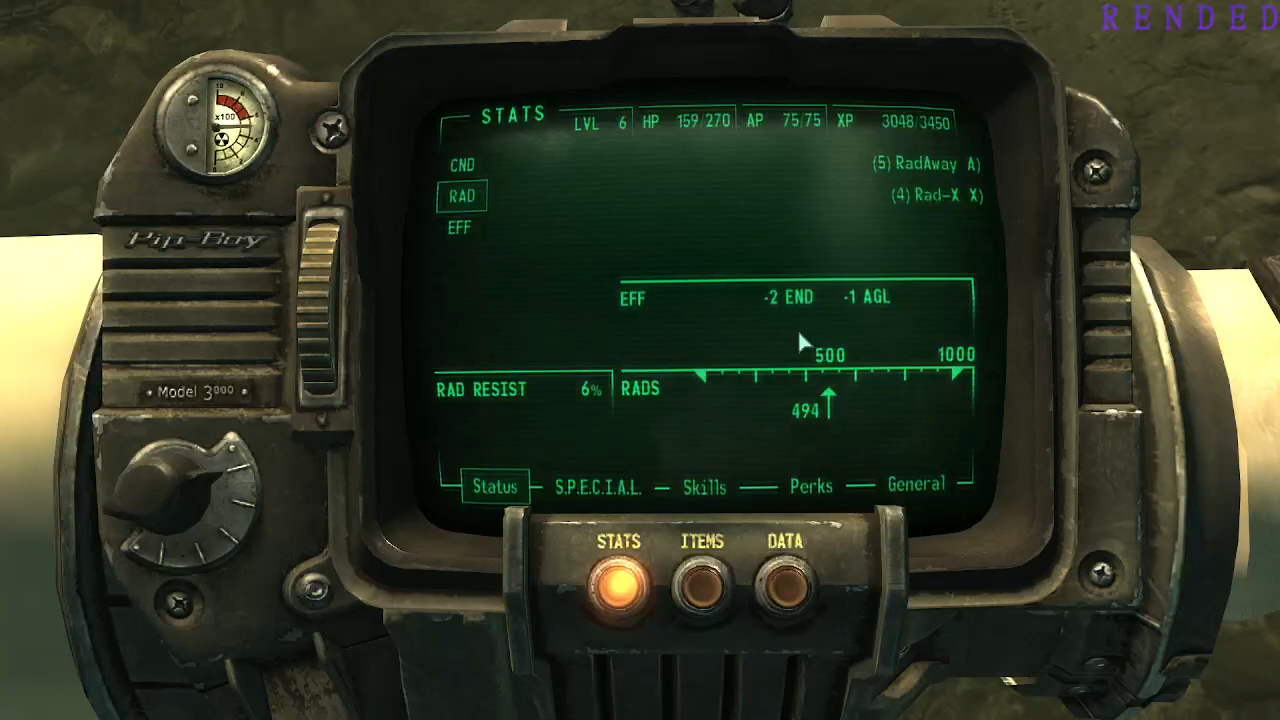 RENDED
STATS LVL 6 HP 159/270 AP 75/75 XP 3048/3450
CND
(5) RadAway A)
RAD
(4) Rad-X X)
EFF
x100
Pip-Boy
EFF -2 END -1 AGL
500 1000
RAD RESIST 6% RADS
494
• Model 3000 •
Status S.P.E.C.I.A.L. Skills Perks General
STATS ITEMS DATA